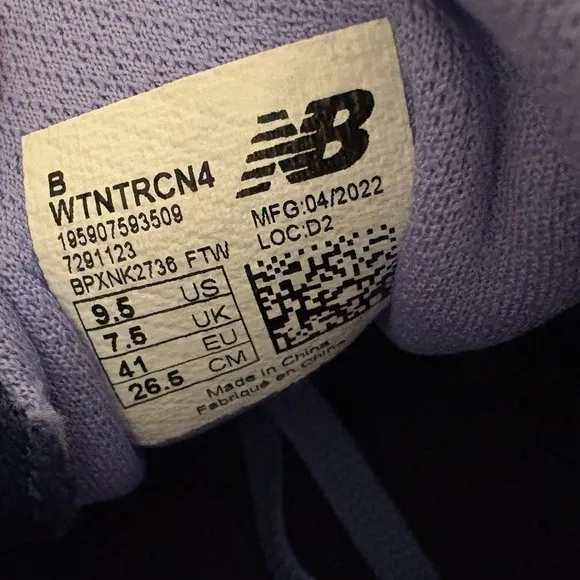 B
WTNTRCN4
195907593509
7291123
BPXNK2736 FTW
9.5 US
7.5 UK
41 EU
26.5 CM
NB
MFG:04/2022
LOC:D2
Made in China
Fabriqué en Chine